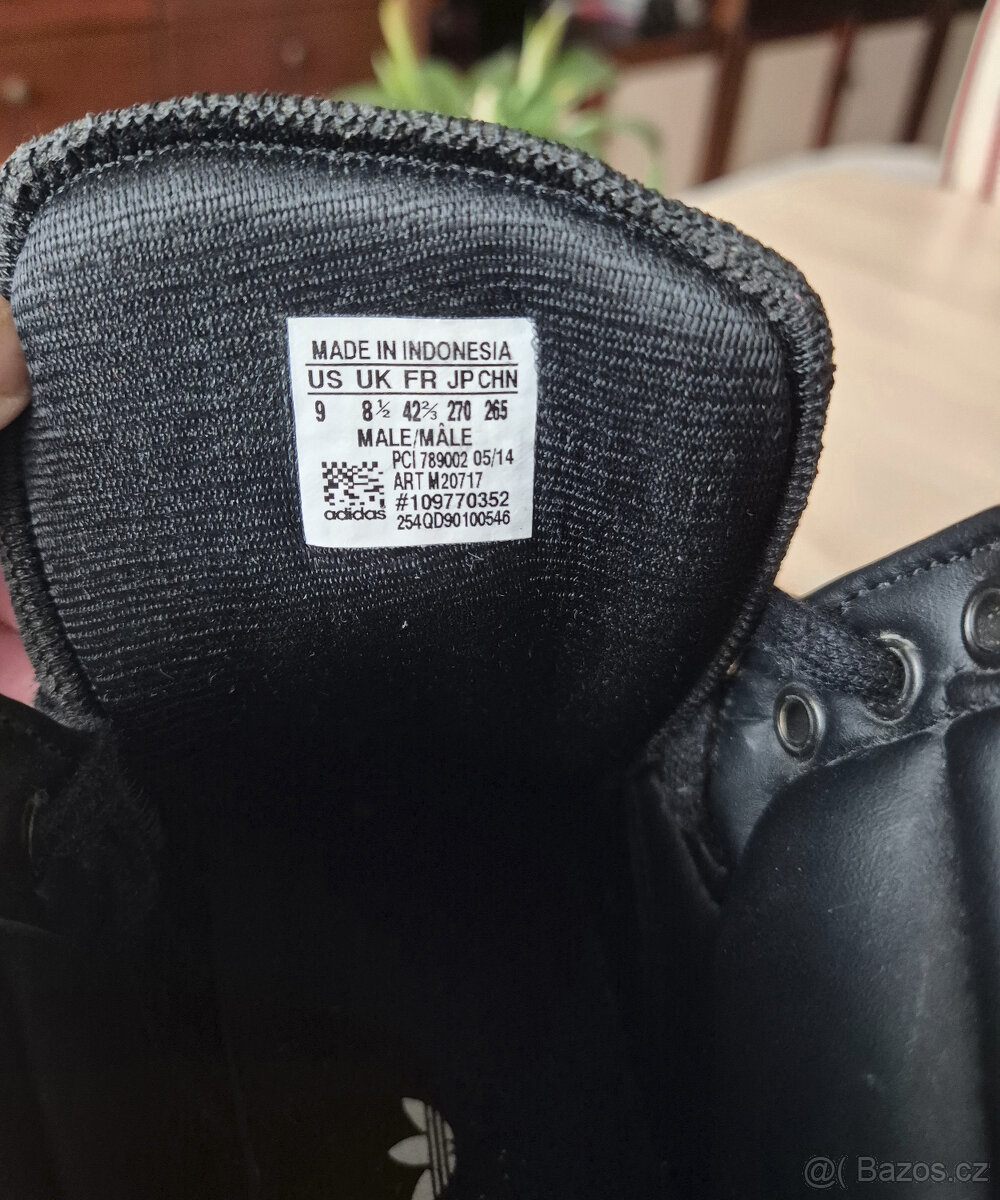 MADE IN INDONESIA
US UK FR JP CHN
9 8½ 42⅔ 270 265
MALE/MÂLE
PCI 789002 05/14
ART M20717
#109770352
adidas 254QD90100546
@( Bazos.cz